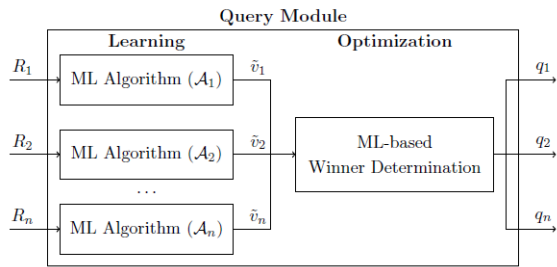 Query Module
Learning Optimization
R₁ ML Algorithm (𝒜₁) ṽ₁ q₁
R₂ ML Algorithm (𝒜₂) ṽ₂ ML-based Winner Determination q₂
...
Rₙ ML Algorithm (𝒜ₙ) ṽₙ qₙ